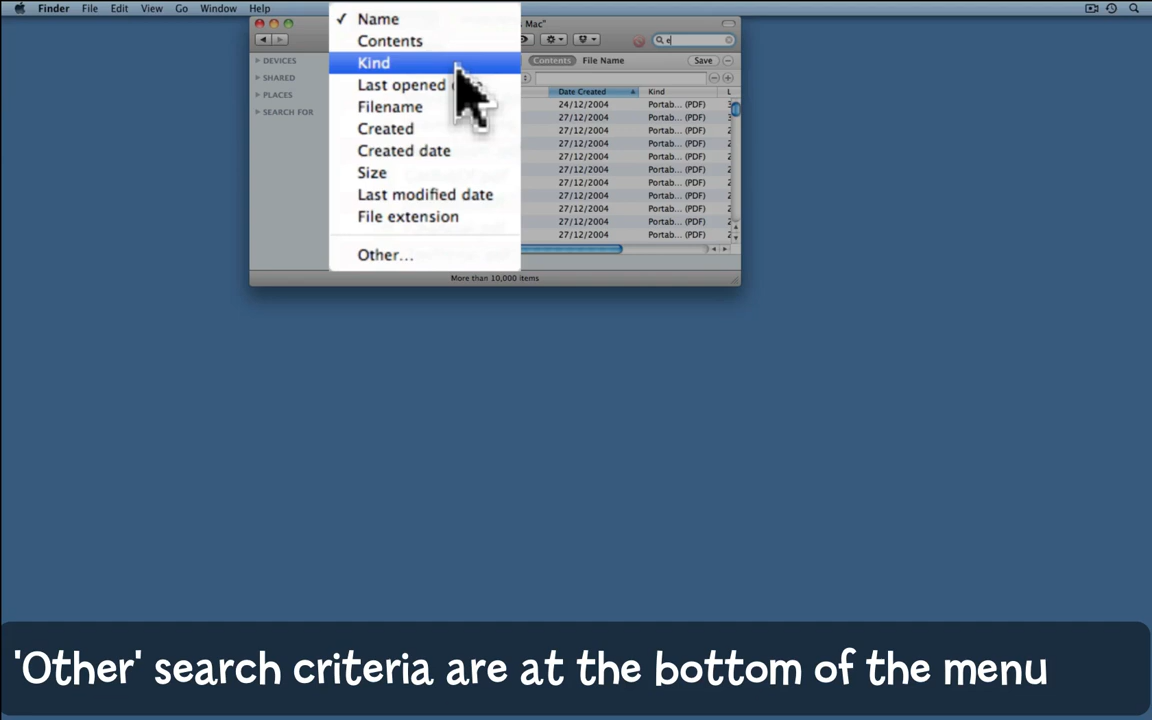 Finder File Edit View Go Window Help
s Mac"
e
✓ Name
Contents
Kind
Last opened
Filename
Created
Created date
Size
Last modified date
File extension
Other...
DEVICES
SHARED
PLACES
SEARCH FOR
Contents File Name Save
Date Created Kind L
24/12/2004 Portab... (PDF)
27/12/2004 Portab... (PDF)
27/12/2004 Portab... (PDF)
27/12/2004 Portab... (PDF)
27/12/2004 Portab... (PDF)
27/12/2004 Portab... (PDF)
27/12/2004 Portab... (PDF)
27/12/2004 Portab... (PDF)
27/12/2004 Portab... (PDF)
27/12/2004 Portab... (PDF)
27/12/2004 Portab... (PDF)
More than 10,000 items
'Other' search criteria are at the bottom of the menu